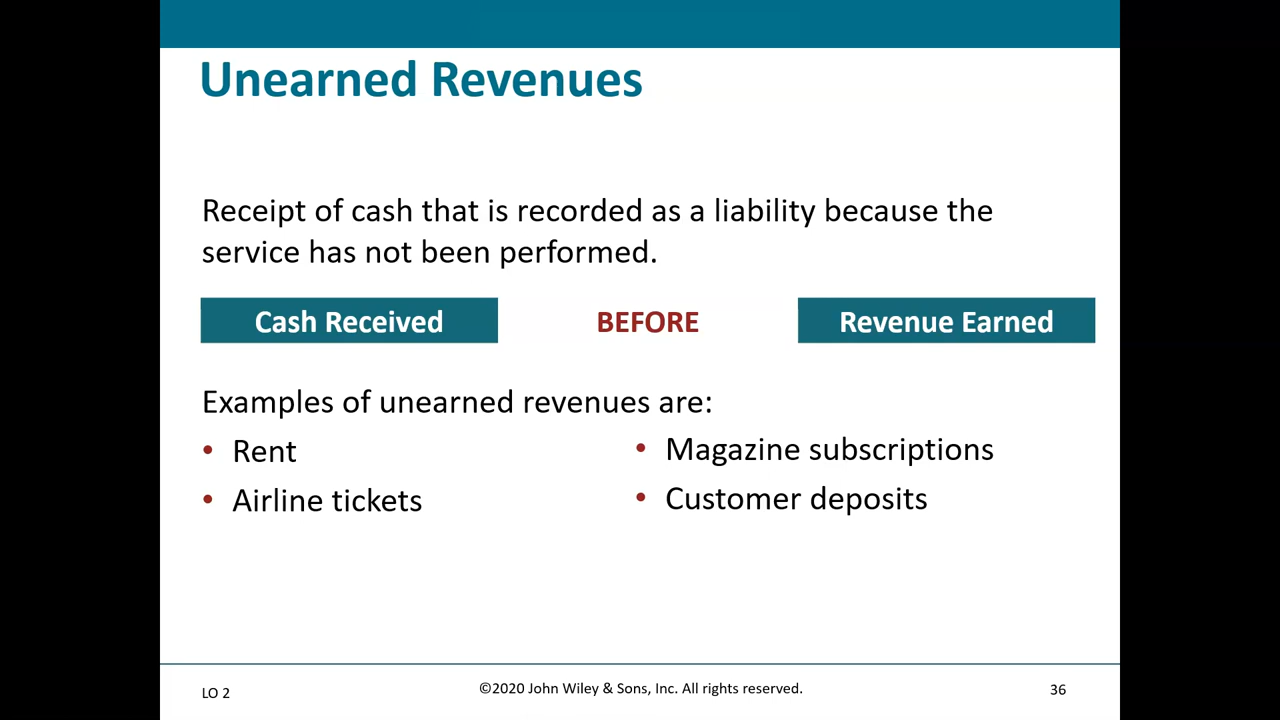 Unearned Revenues
Receipt of cash that is recorded as a liability because the
service has not been performed.
Cash Received BEFORE Revenue Earned
Examples of unearned revenues are:
• Rent
• Airline tickets
• Magazine subscriptions
• Customer deposits
LO 2 ©2020 John Wiley & Sons, Inc. All rights reserved. 36